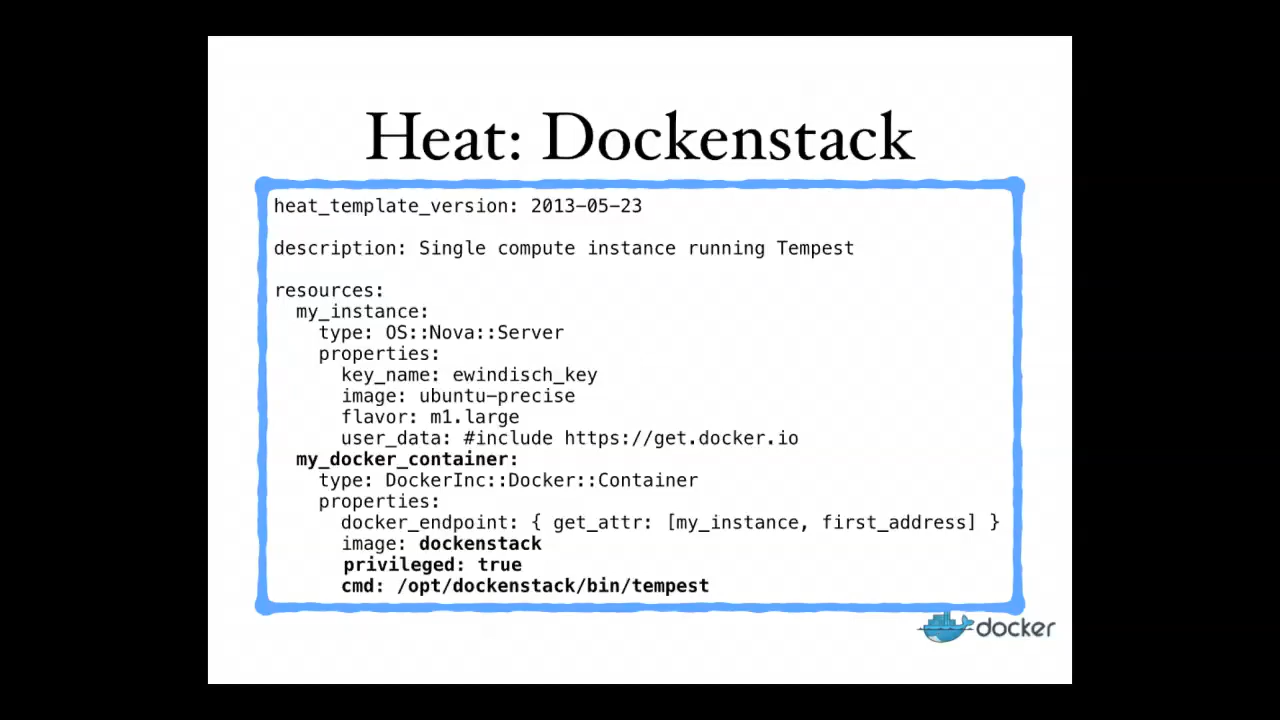 Heat: Dockenstack
heat_template_version: 2013-05-23
description: Single compute instance running Tempest
resources:
  my_instance:
    type: OS::Nova::Server
    properties:
      key_name: ewindisch_key
      image: ubuntu-precise
      flavor: m1.large
      user_data: #include https://get.docker.io
  my_docker_container:
    type: DockerInc::Docker::Container
    properties:
      docker_endpoint: { get_attr: [my_instance, first_address] }
      image: dockenstack
      privileged: true
      cmd: /opt/dockenstack/bin/tempest
docker